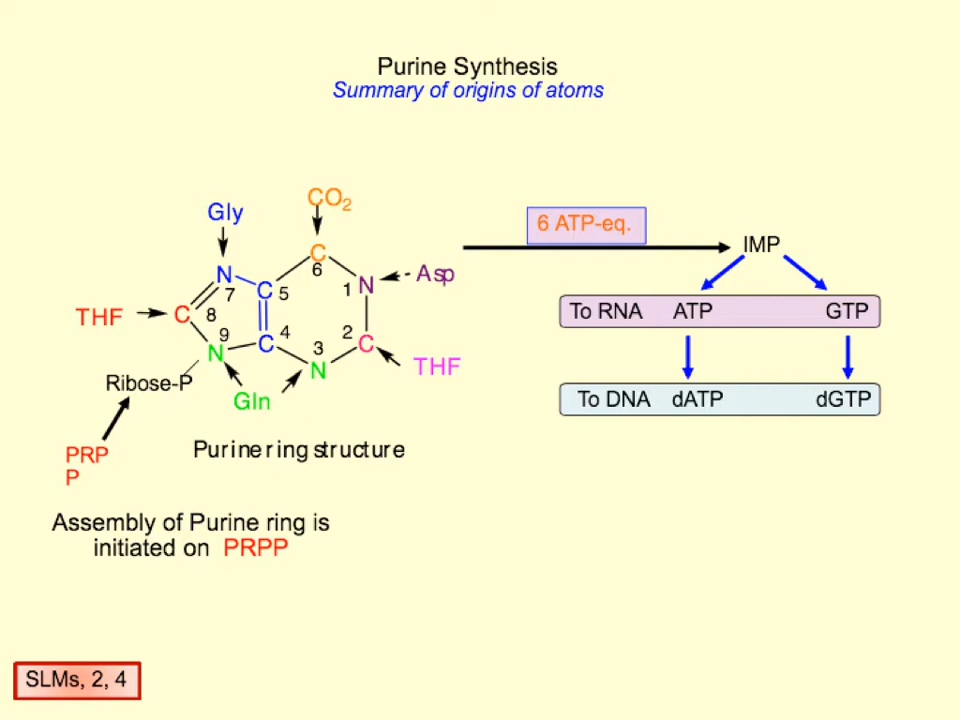 Purine Synthesis
Summary of origins of atoms
CO2
Gly
6 ATP-eq.
IMP
C
6
N
7
C
5
1
N
Asp
THF
C
8
To RNA ATP GTP
9
4
2
N
C
3
C
N
THF
Ribose-P
Gln
To DNA dATP dGTP
PRP
P
Purine ring structure
Assembly of Purine ring is
initiated on PRPP
SLMs, 2, 4